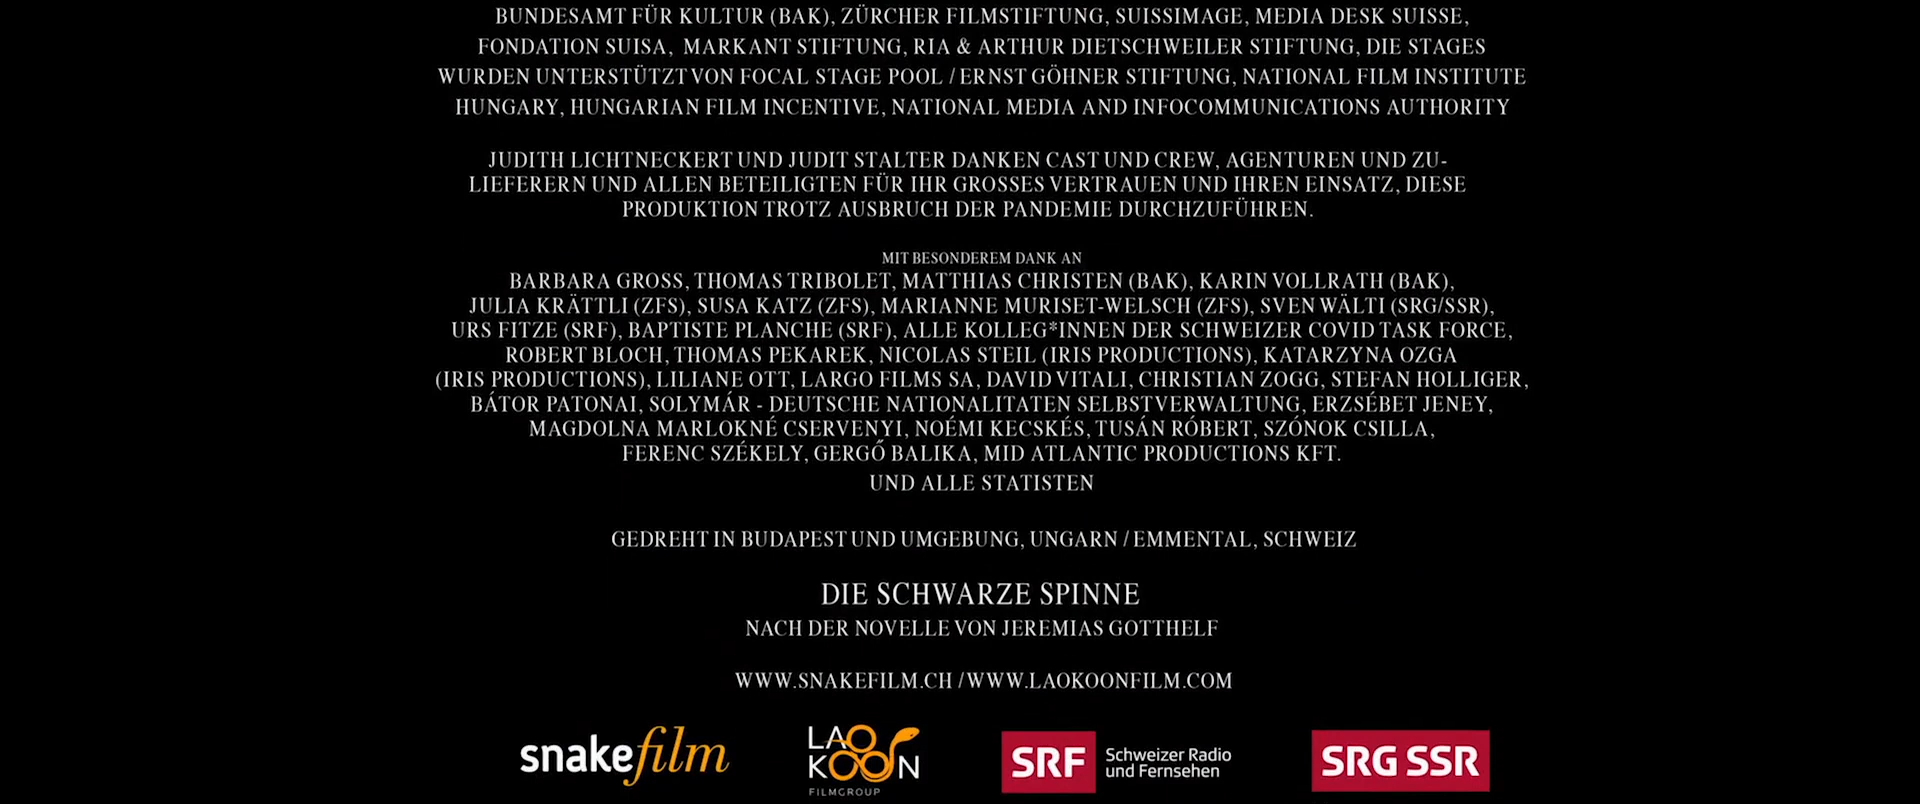 BUNDESAMT FÜR KULTUR (BAK), ZÜRCHER FILMSTIFTUNG, SUISSIMAGE, MEDIA DESK SUISSE,
FONDATION SUISA, MARKANT STIFTUNG, RIA & ARTHUR DIETSCHWEILER STIFTUNG, DIE STAGES
WURDEN UNTERSTÜTZT VON FOCAL STAGE POOL / ERNST GÖHNER STIFTUNG, NATIONAL FILM INSTITUTE
HUNGARY, HUNGARIAN FILM INCENTIVE, NATIONAL MEDIA AND INFOCOMMUNICATIONS AUTHORITY
JUDITH LICHTNECKERT UND JUDIT STALTER DANKEN CAST UND CREW, AGENTUREN UND ZU-
LIEFERERN UND ALLEN BETEILIGTEN FÜR IHR GROSSES VERTRAUEN UND IHREN EINSATZ, DIESE
PRODUKTION TROTZ AUSBRUCH DER PANDEMIE DURCHZUFÜHREN.
MIT BESONDEREM DANK AN
BARBARA GROSS, THOMAS TRIBOLET, MATTHIAS CHRISTEN (BAK), KARIN VOLLRATH (BAK),
JULIA KRÄTTLI (ZFS), SUSA KATZ (ZFS), MARIANNE MURISET-WELSCH (ZFS), SVEN WÄLTI (SRG/SSR),
URS FITZE (SRF), BAPTISTE PLANCHE (SRF), ALLE KOLLEG*INNEN DER SCHWEIZER COVID TASK FORCE,
ROBERT BLOCH, THOMAS PEKAREK, NICOLAS STEIL (IRIS PRODUCTIONS), KATARZYNA OZGA
(IRIS PRODUCTIONS), LILIANE OTT, LARGO FILMS SA, DAVID VITALI, CHRISTIAN ZOGG, STEFAN HOLLIGER,
BÁTOR PATONAI, SOLYMÁR - DEUTSCHE NATIONALITATEN SELBSTVERWALTUNG, ERZSÉBET JENEY,
MAGDOLNA MARLOKNÉ CSERVENYI, NOÉMI KECSKÉS, TUSÁN RÓBERT, SZÓNOK CSILLA,
FERENC SZÉKELY, GERGŐ BALIKA, MID ATLANTIC PRODUCTIONS KFT.
UND ALLE STATISTEN
GEDREHT IN BUDAPEST UND UMGEBUNG, UNGARN / EMMENTAL, SCHWEIZ
DIE SCHWARZE SPINNE
NACH DER NOVELLE VON JEREMIAS GOTTHELF
WWW.SNAKEFILM.CH / WWW.LAOKOONFILM.COM
snakefilm
LAO
KOON
FILMGROUP
SRF Schweizer Radio
und Fernsehen
SRG SSR